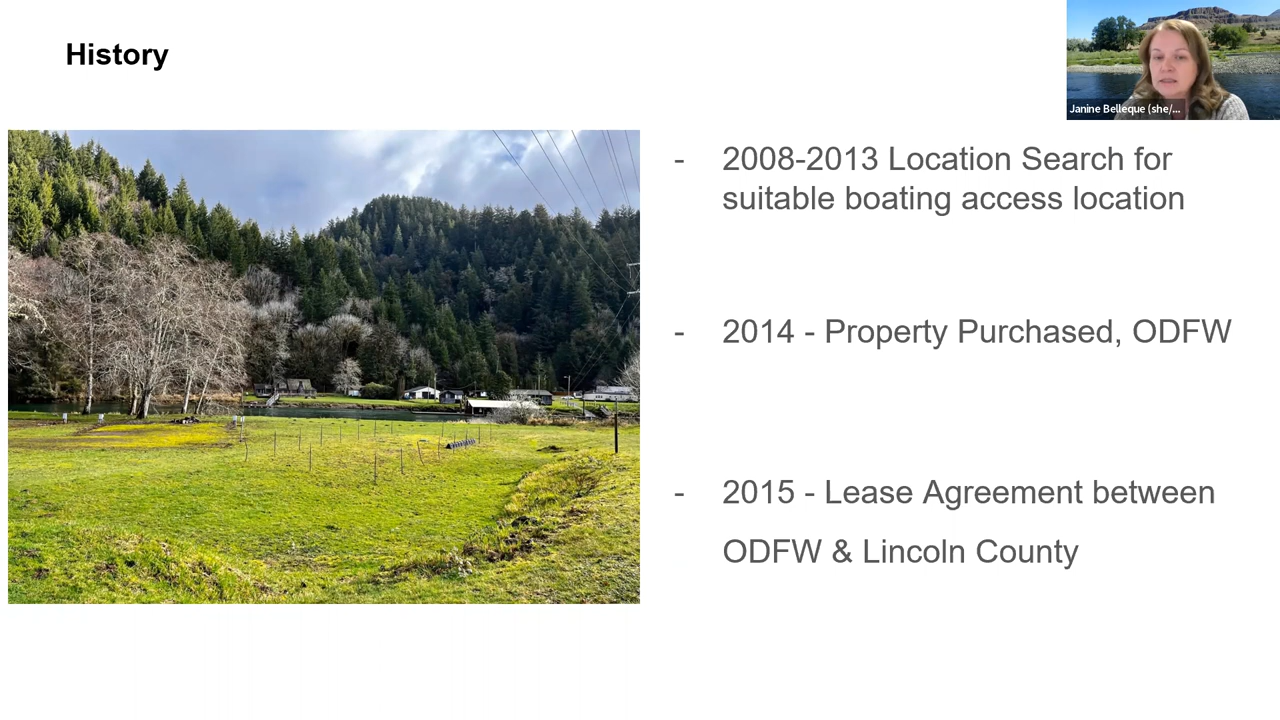 History
Janine Belleque (she/...
- 2008-2013 Location Search for
suitable boating access location
- 2014 - Property Purchased, ODFW
- 2015 - Lease Agreement between
ODFW & Lincoln County